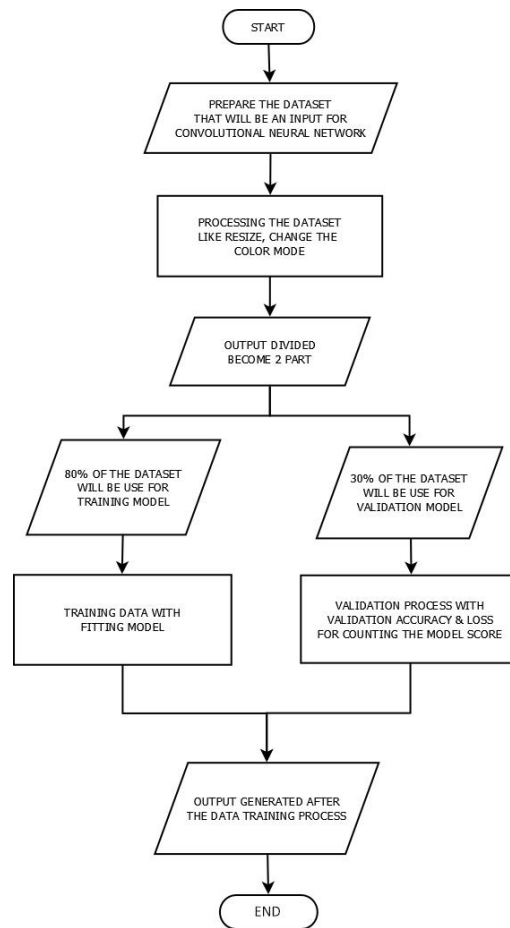 START
PREPARE THE DATASET
THAT WILL BE AN INPUT FOR
CONVOLUTIONAL NEURAL NETWORK
PROCESSING THE DATASET
LIKE RESIZE, CHANGE THE
COLOR MODE
OUTPUT DIVIDED
BECOME 2 PART
80% OF THE DATASET
WILL BE USE FOR
TRAINING MODEL
30% OF THE DATASET
WILL BE USE FOR
VALIDATION MODEL
TRAINING DATA WITH
FITTING MODEL
VALIDATION PROCESS WITH
VALIDATION ACCURACY & LOSS
FOR COUNTING THE MODEL SCORE
OUTPUT GENERATED AFTER
THE DATA TRAINING PROCESS
END